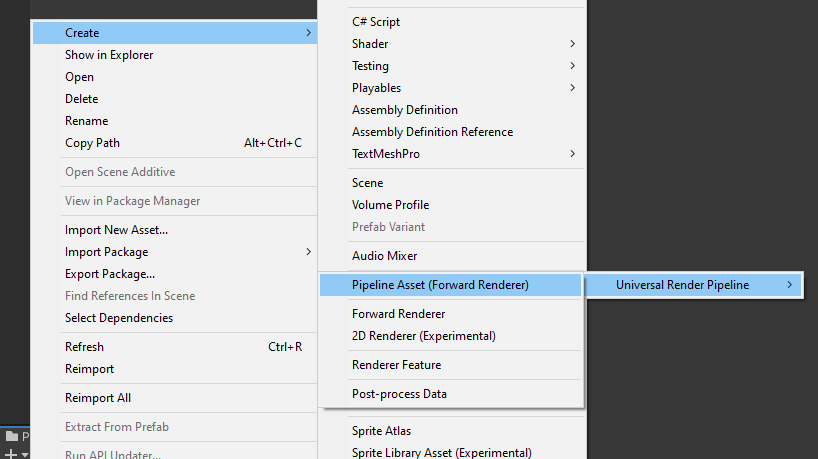 Create
Show in Explorer
Open
Delete
Rename
Copy Path Alt+Ctrl+C
Open Scene Additive
View in Package Manager
Import New Asset...
Import Package
Export Package...
Find References In Scene
Select Dependencies
Refresh Ctrl+R
Reimport
Reimport All
Extract From Prefab
Run API Updater...
C# Script
Shader
Testing
Playables
Assembly Definition
Assembly Definition Reference
TextMeshPro
Scene
Volume Profile
Prefab Variant
Audio Mixer
Pipeline Asset (Forward Renderer)
Forward Renderer
2D Renderer (Experimental)
Renderer Feature
Post-process Data
Sprite Atlas
Sprite Library Asset (Experimental)
Universal Render Pipeline
P